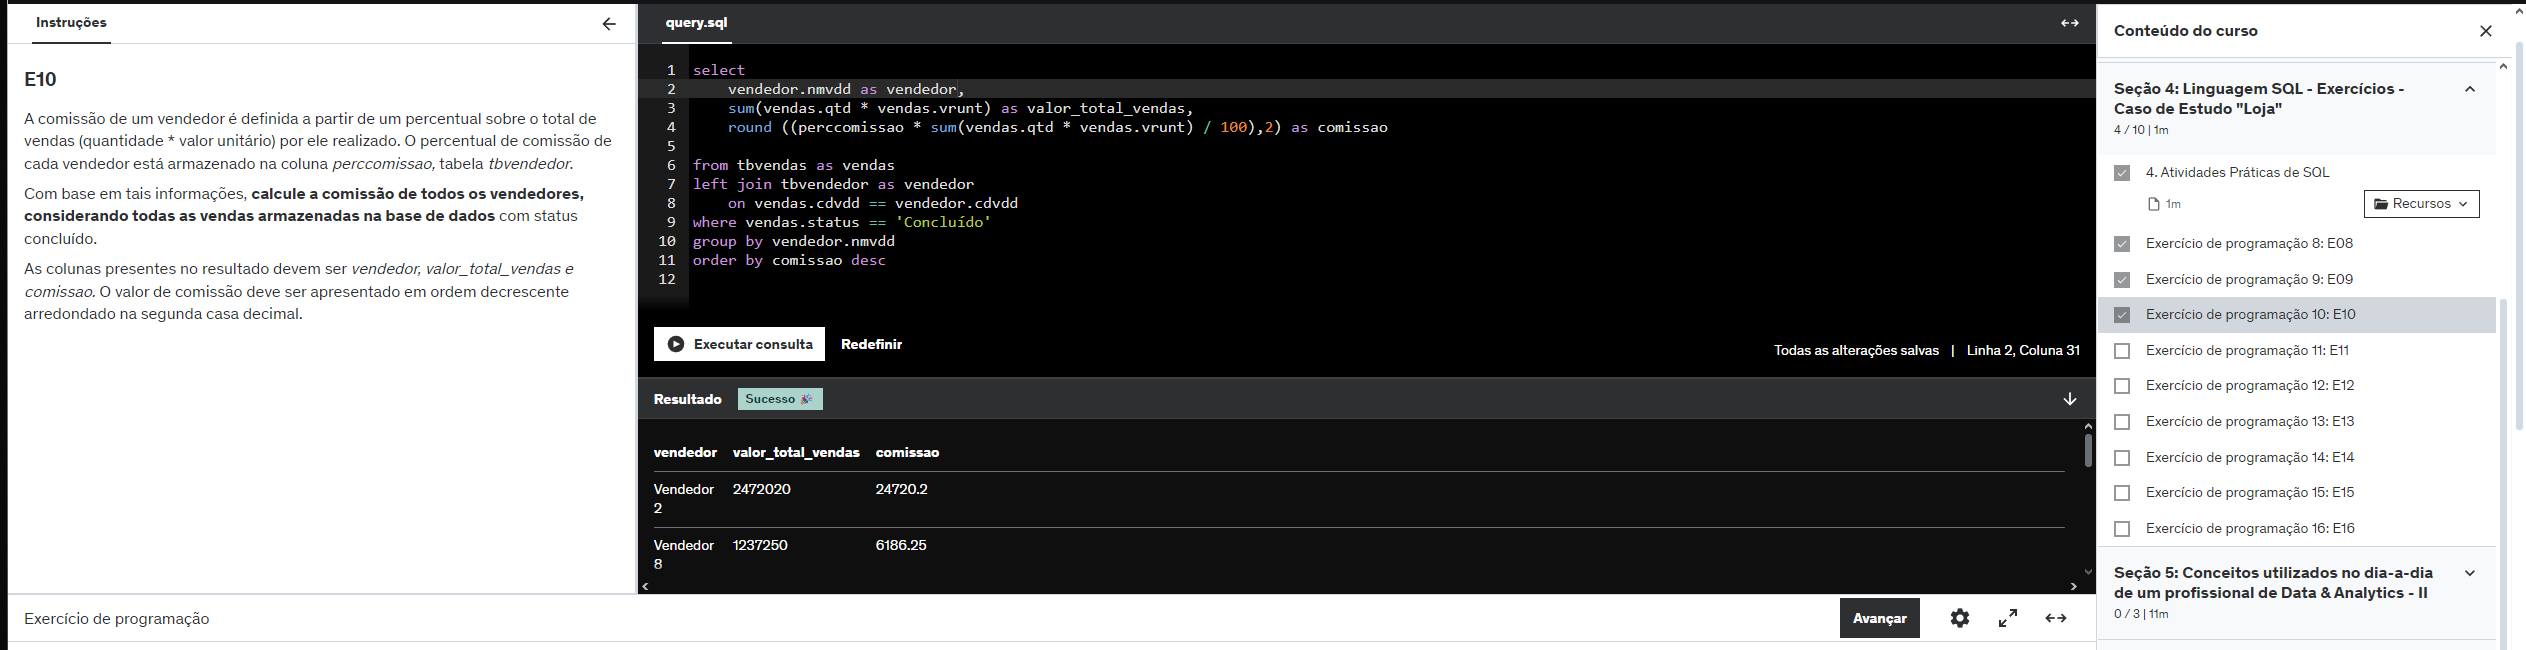 Instruções
E10
A comissão de um vendedor é definida a partir de um percentual sobre o total de
vendas (quantidade * valor unitário) por ele realizado. O percentual de comissão de
cada vendedor está armazenado na coluna perccomissao, tabela tbvendedor.
Com base em tais informações, calcule a comissão de todos os vendedores,
considerando todas as vendas armazenadas na base de dados com status
concluído.
As colunas presentes no resultado devem ser vendedor, valor_total_vendas e
comissao. O valor de comissão deve ser apresentado em ordem decrescente
arredondado na segunda casa decimal.
query.sql
1 select
2 vendedor.nmvdd as vendedor,
3 sum(vendas.qtd * vendas.vrunt) as valor_total_vendas,
4 round ((perccomissao * sum(vendas.qtd * vendas.vrunt) / 100),2) as comissao
5
6 from tbvendas as vendas
7 left join tbvendedor as vendedor
8 on vendas.cdvdd == vendedor.cdvdd
9 where vendas.status == 'Concluído'
10 group by vendedor.nmvdd
11 order by comissao desc
12
Executar consulta Redefinir
Todas as alterações salvas | Linha 2, Coluna 31
Resultado Sucesso
vendedor valor_total_vendas comissao
Vendedor 2472020 24720.2
2
Vendedor 1237250 6186.25
8
Exercício de programação
Avançar
Conteúdo do curso
Seção 4: Linguagem SQL - Exercícios -
Caso de Estudo "Loja"
4 / 10 | 1m
4. Atividades Práticas de SQL
1m
Recursos
Exercício de programação 8: E08
Exercício de programação 9: E09
Exercício de programação 10: E10
Exercício de programação 11: E11
Exercício de programação 12: E12
Exercício de programação 13: E13
Exercício de programação 14: E14
Exercício de programação 15: E15
Exercício de programação 16: E16
Seção 5: Conceitos utilizados no dia-a-dia
de um profissional de Data & Analytics - II
0 / 3 | 11m